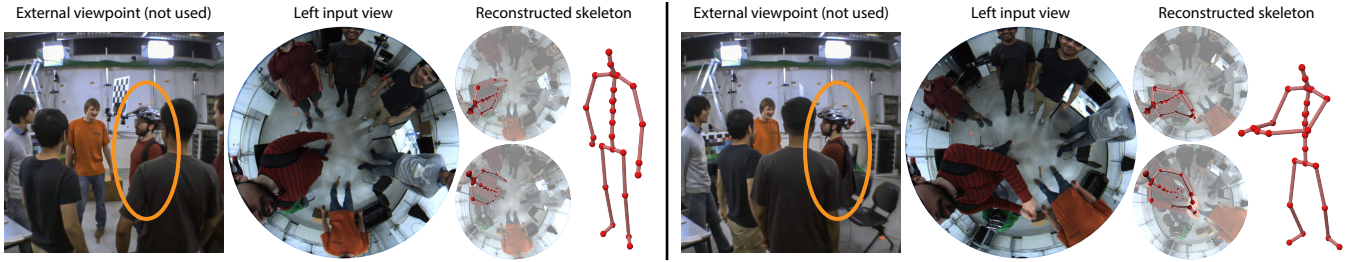 External viewpoint (not used) Left input view Reconstructed skeleton External viewpoint (not used) Left input view Reconstructed skeleton